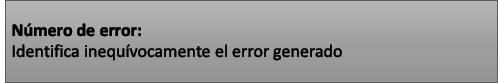 Número de error:
Identifica inequívocamente el error generado